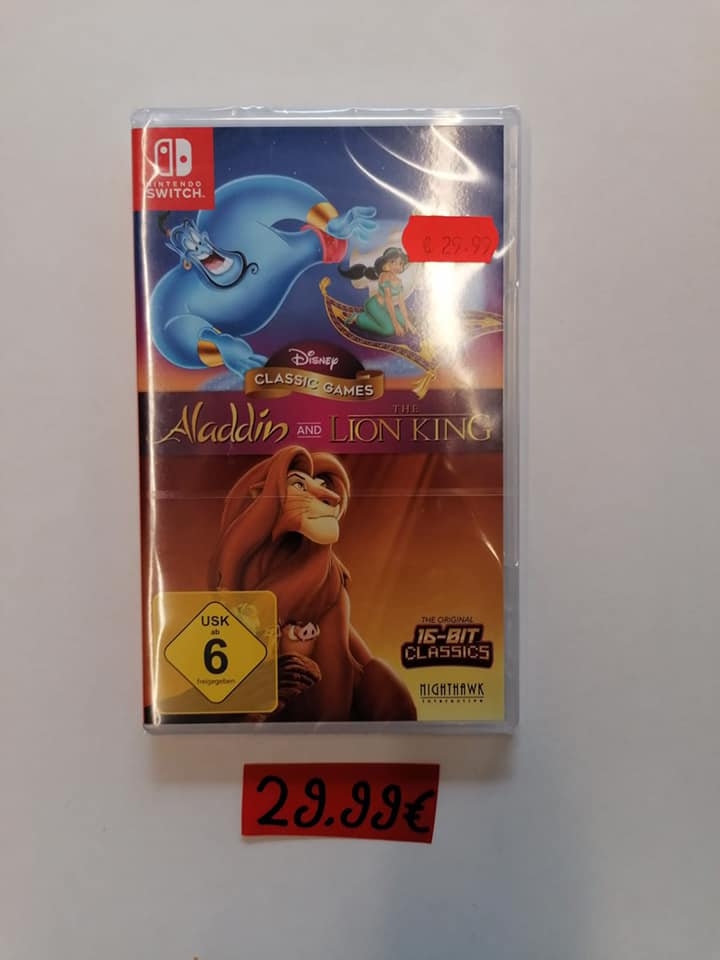 NINTENDO
SWITCH
€ 29.99
Disney
CLASSIC GAMES
Aladdin AND THE LION KING
USK
ab
6
freigegeben
THE ORIGINAL
16-BIT
CLASSICS
NIGHTHAWK
interactive
29.99€